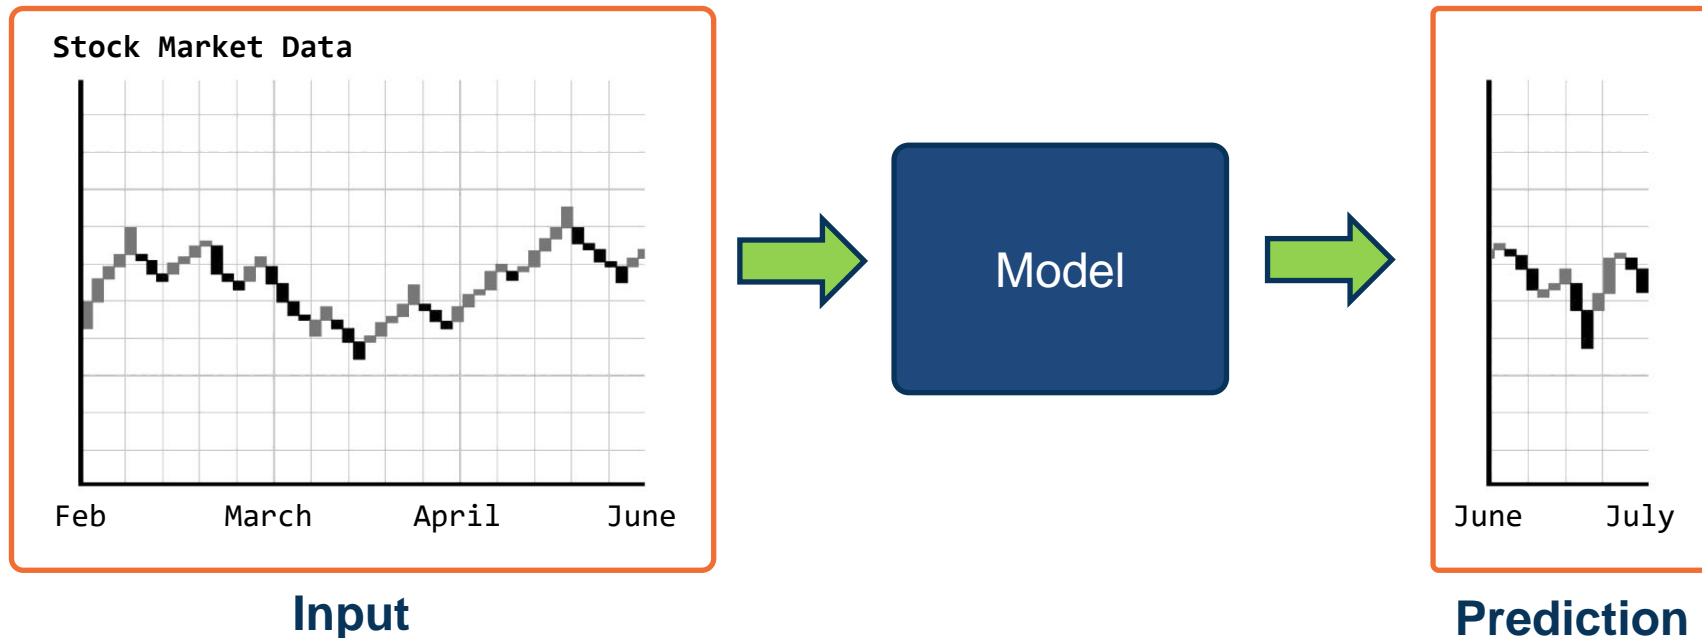 Stock Market Data
Feb March April June
Input
Model
June July
Prediction